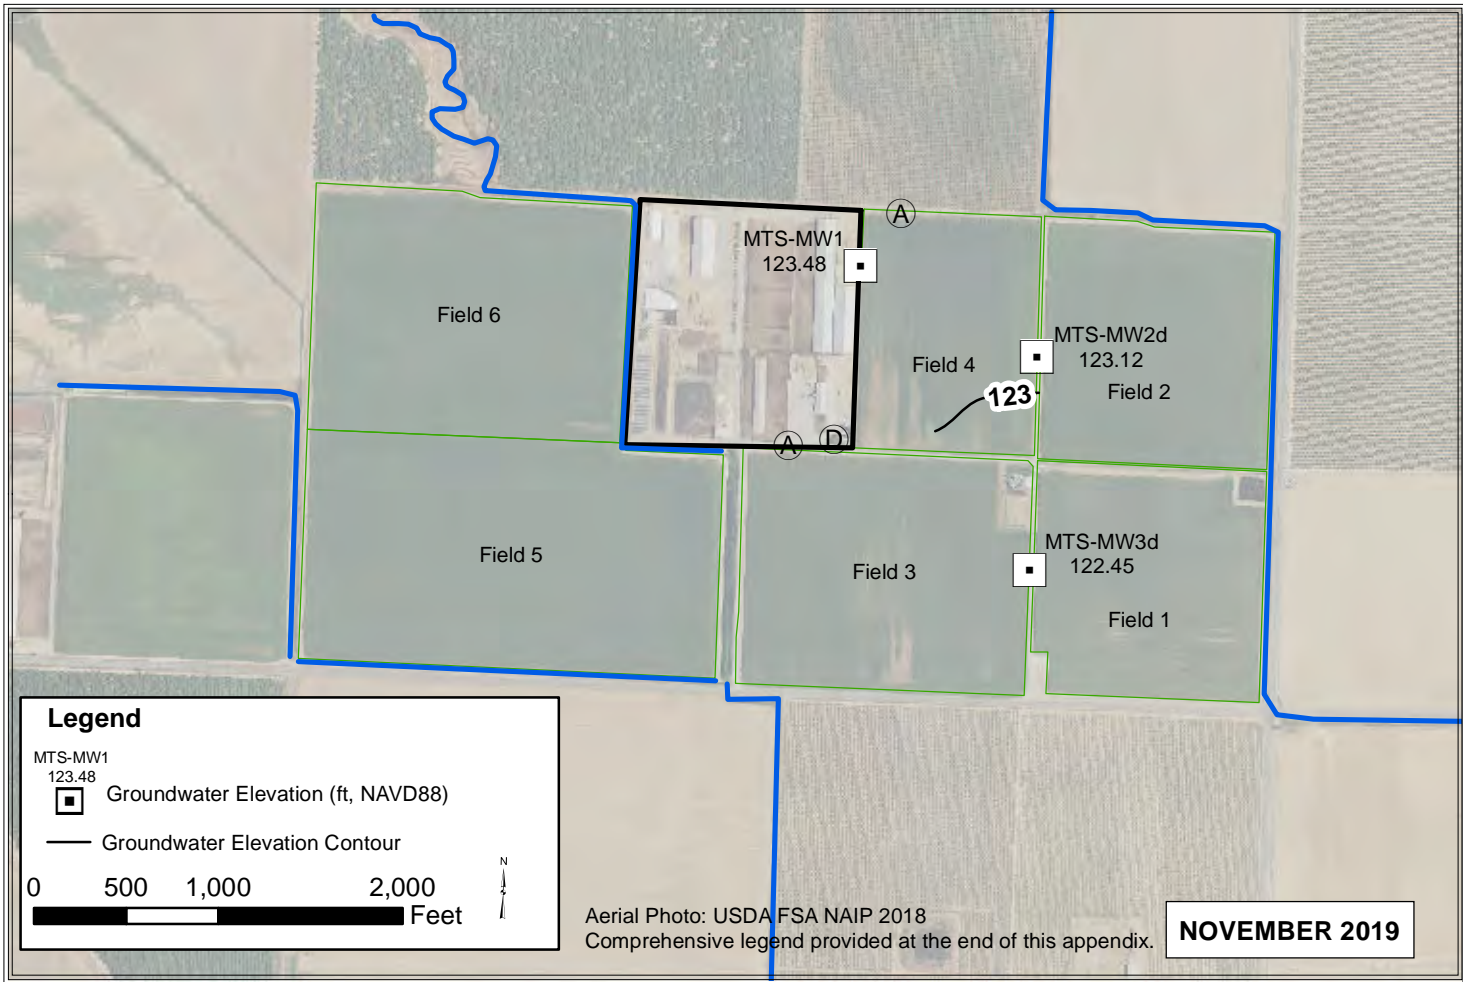 A
MTS-MW1
123.48
MTS-MW2d
123.12
Field 6
Field 4
Field 2
123
A
D
MTS-MW3d
122.45
Field 5
Field 3
Field 1
Legend
MTS-MW1
123.48
Groundwater Elevation (ft, NAVD88)
Groundwater Elevation Contour
N
0 500 1,000 2,000
Feet
Aerial Photo: USDA FSA NAIP 2018
Comprehensive legend provided at the end of this appendix.
NOVEMBER 2019